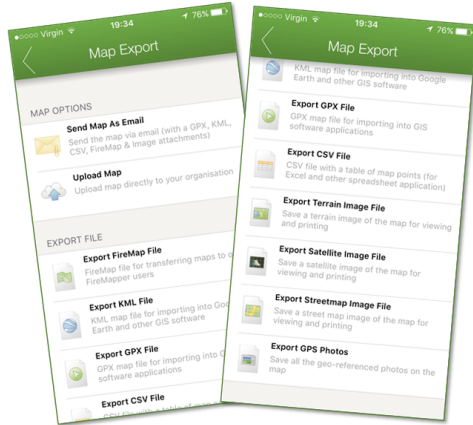 Virgin
19:34
76%
Map Export
MAP OPTIONS
Send Map As Email
Send the map via email (with a GPX, KML,
CSV, FireMap & Image attachments)
Upload Map
Upload map directly to your organisation
EXPORT FILE
Export FireMap File
FireMap file for transferring maps to
FireMapper users
Export KML File
KML map file for importing into
Earth and other GIS software
Export GPX File
GPX map file for importing into
software applications
Export CSV File
CSV file with a table of map
Virgin
19:34
76%
Map Export
KML map file for importing into Google
Earth and other GIS software
Export GPX File
GPX map file for importing into GIS
software applications
Export CSV File
CSV file with a table of map points (for
Excel and other spreadsheet application)
Export Terrain Image File
Save a terrain image of the map for viewing
and printing
Export Satellite Image File
Save a satellite image of the map for
viewing and printing
Export Streetmap Image File
Save a street map image of the map for
viewing and printing
Export GPS Photos
Save all the geo-referenced photos on the
map